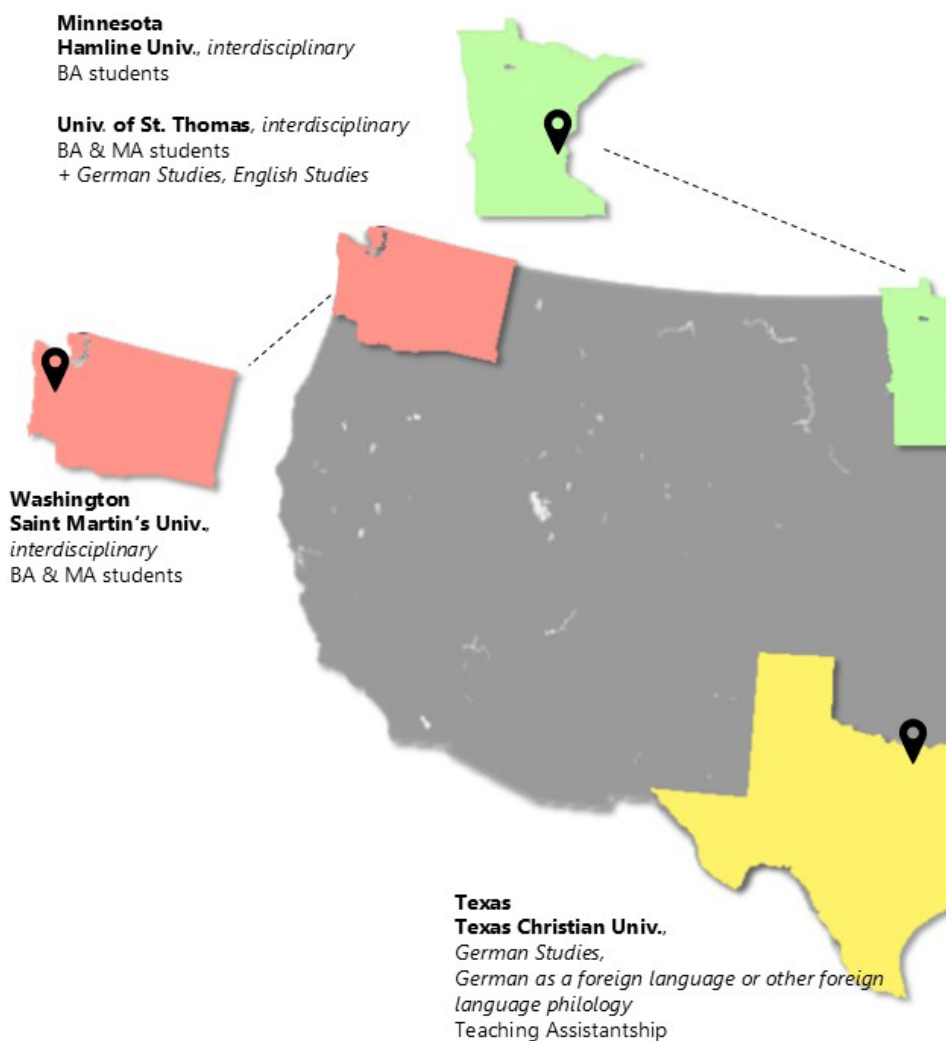 Minnesota
Hamline Univ., interdisciplinary
BA students
Univ. of St. Thomas, interdisciplinary
BA & MA students
+ German Studies, English Studies
Washington
Saint Martin's Univ.,
interdisciplinary
BA & MA students
Texas
Texas Christian Univ.,
German Studies,
German as a foreign language or other foreign
language philology
Teaching Assistantship